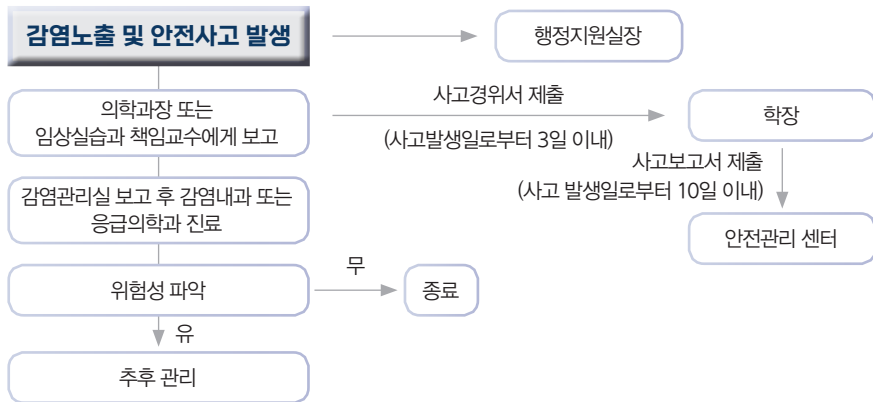 감염노출 및 안전사고 발생
행정지원실장
의학과장 또는
임상실습과 책임교수에게 보고
사고경위서 제출
(사고발생일로부터 3일 이내)
학장
사고보고서 제출
(사고 발생일로부터 10일 이내)
안전관리 센터
감염관리실 보고 후 감염내과 또는
응급의학과 진료
위험성 파악
무
종료
유
추후 관리